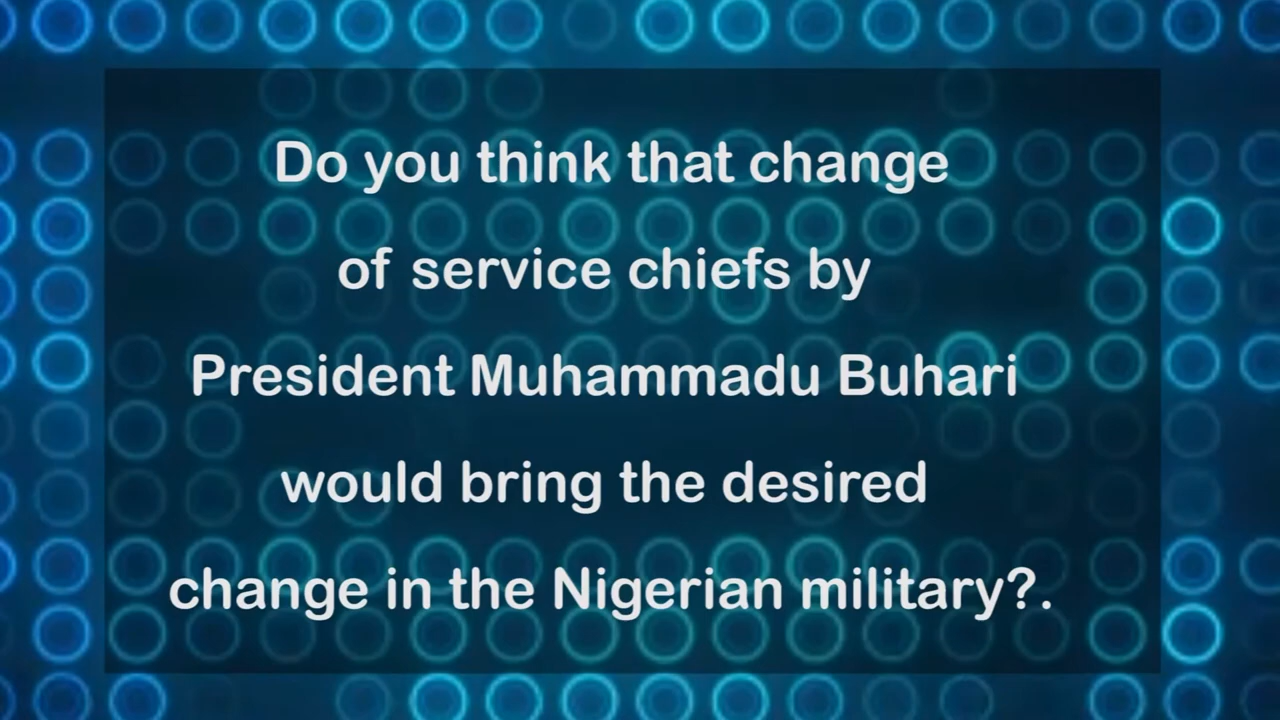 Do you think that change
of service chiefs by
President Muhammadu Buhari
would bring the desired
change in the Nigerian military?.